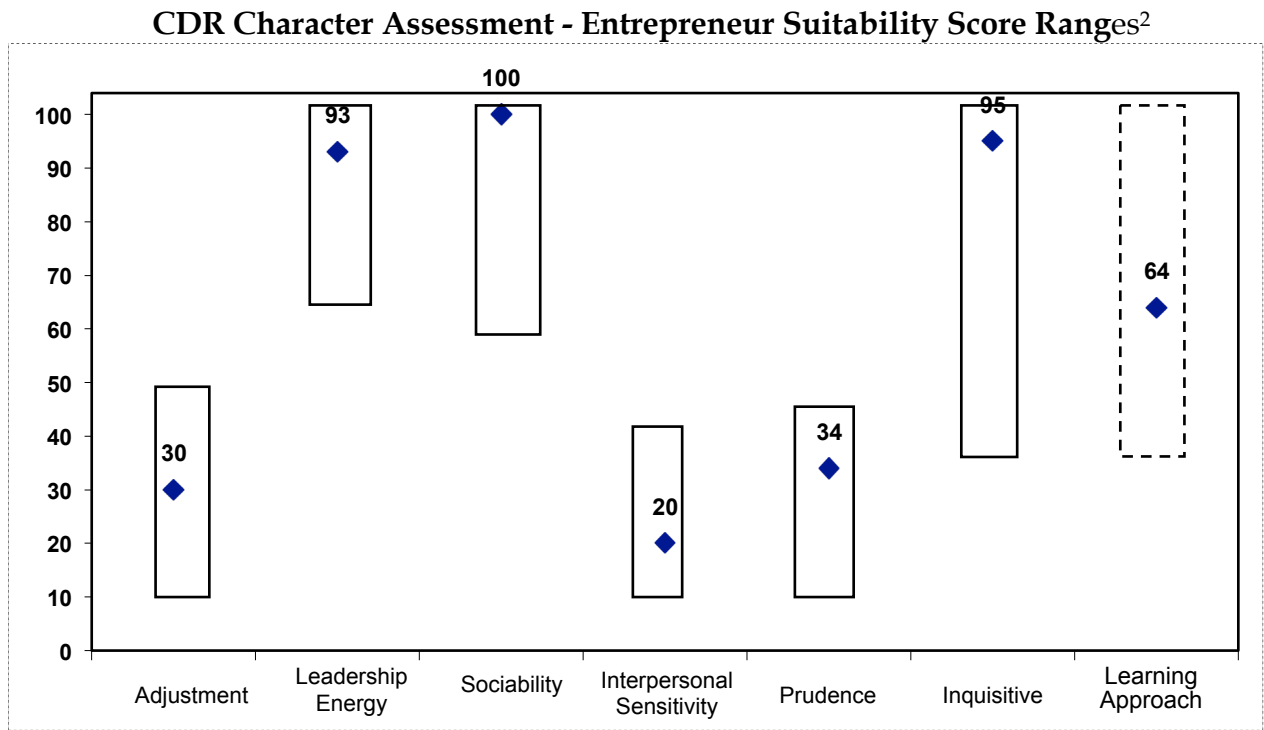 CDR Character Assessment - Entrepreneur Suitability Score Ranges2
100
93
100
95
90
80
70
64
60
50
40
30
34
30
20
20
10
0
Adjustment
Leadership
Energy
Sociability
Interpersonal
Sensitivity
Prudence
Inquisitive
Learning
Approach